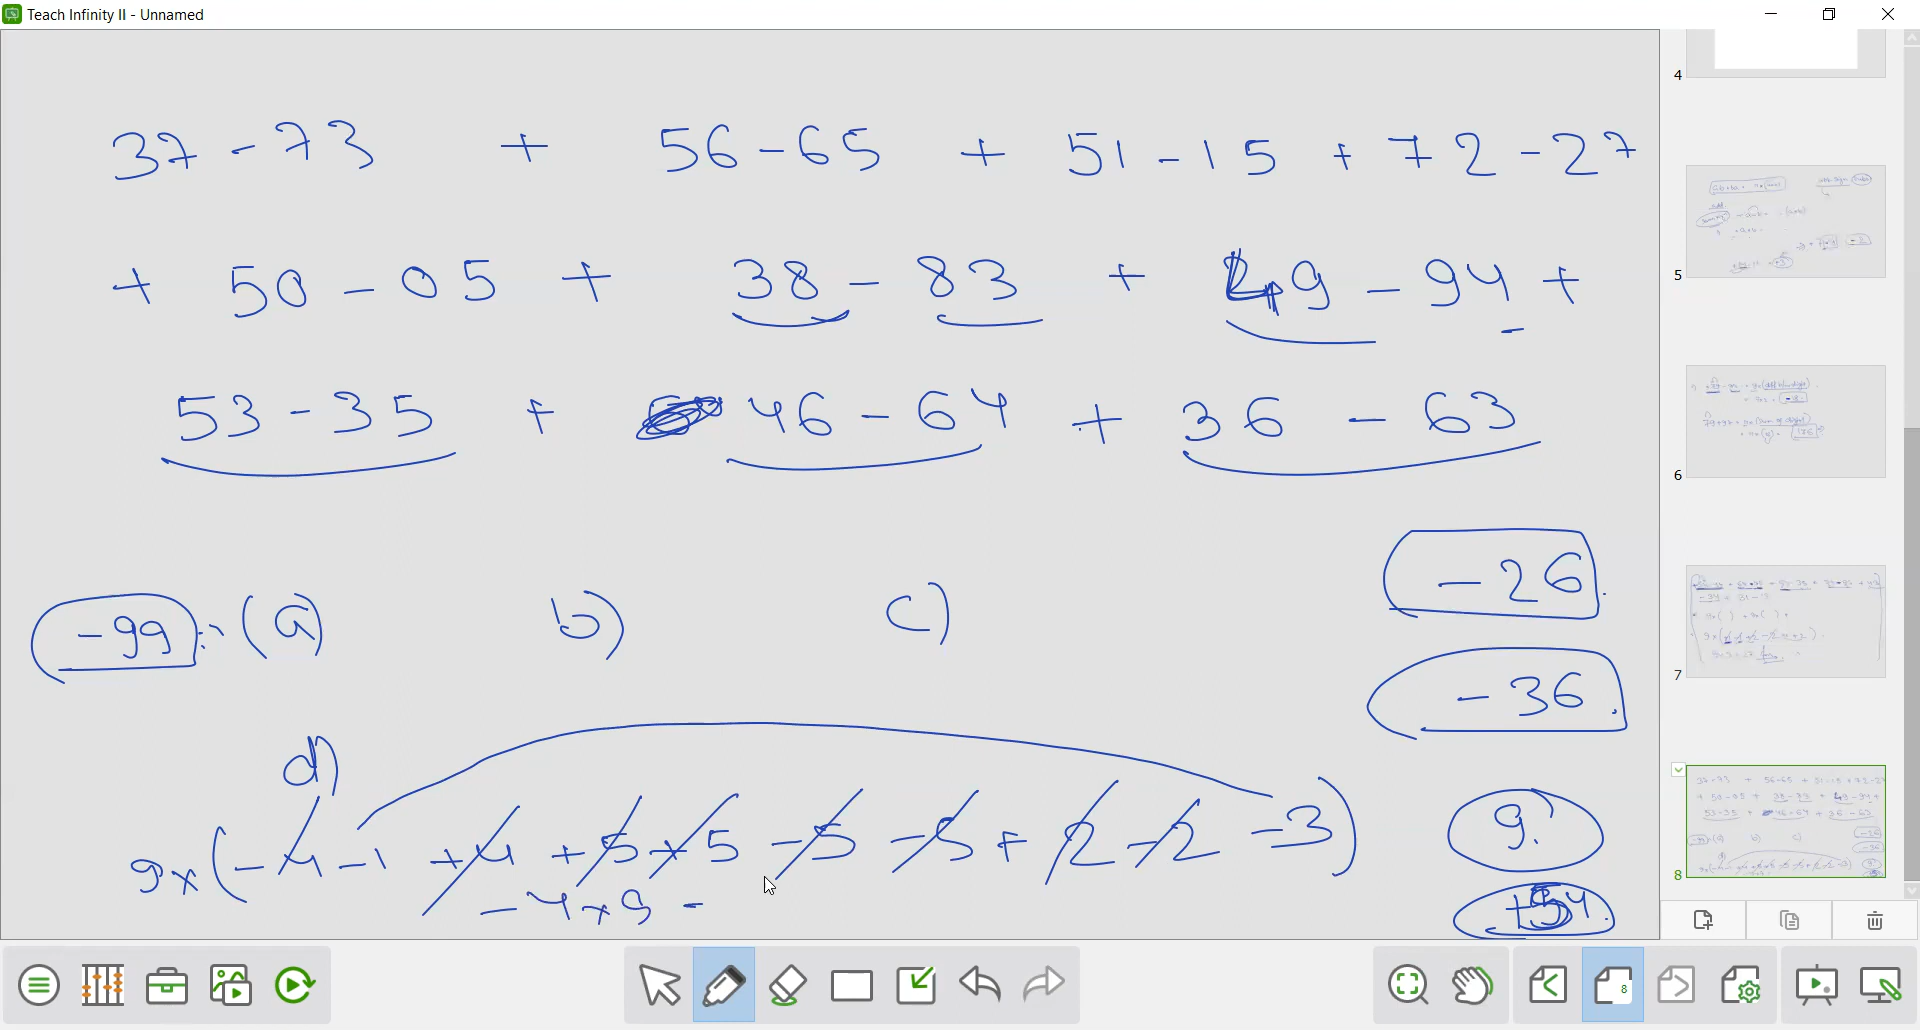 Teach Infinity II - Unnamed
37 - 73 + 56 - 65 + 51 - 15 + 72 - 27
+ 50 - 05 + 38 - 83 + 49 - 94 +
53 - 35 + 46 - 64 + 36 - 63
- 26
- 99 (a) b) c)
- 36
d)
9x(-4 -1 +4 +5 +5 -5 -5 + 2 -2 -3) 9
-4x9 = +54
4
5
6
7
8
8